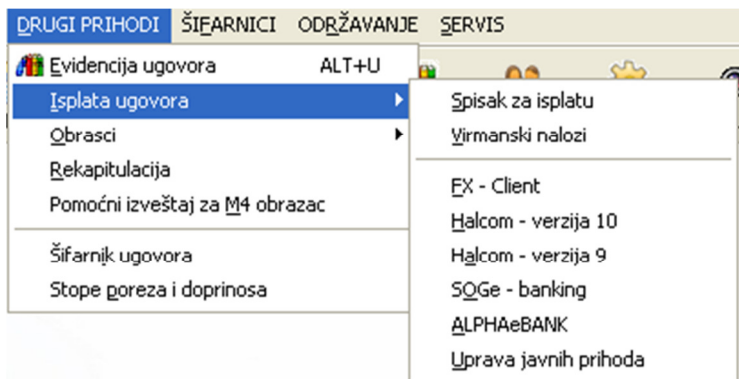 DRUGI PRIHODI ŠIFARNICI ODRŽAVANJE SERVIS
Evidencija ugovora ALT+U
Isplata ugovora
Obrasci
Rekapitulacija
Pomoćni izveštaj za M4 obrazac
Šifarnik ugovora
Stope poreza i doprinosa
Spisak za isplatu
Virmanski nalozi
FX - Client
Halcom - verzija 10
Halcom - verzija 9
SOGe - banking
ALPHAeBANK
Uprava javnih prihoda